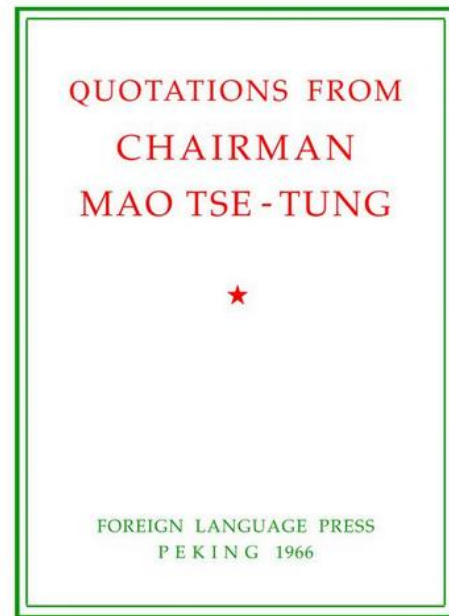 QUOTATIONS FROM
CHAIRMAN
MAO TSE-TUNG
FOREIGN LANGUAGE PRESS
PEKING 1966